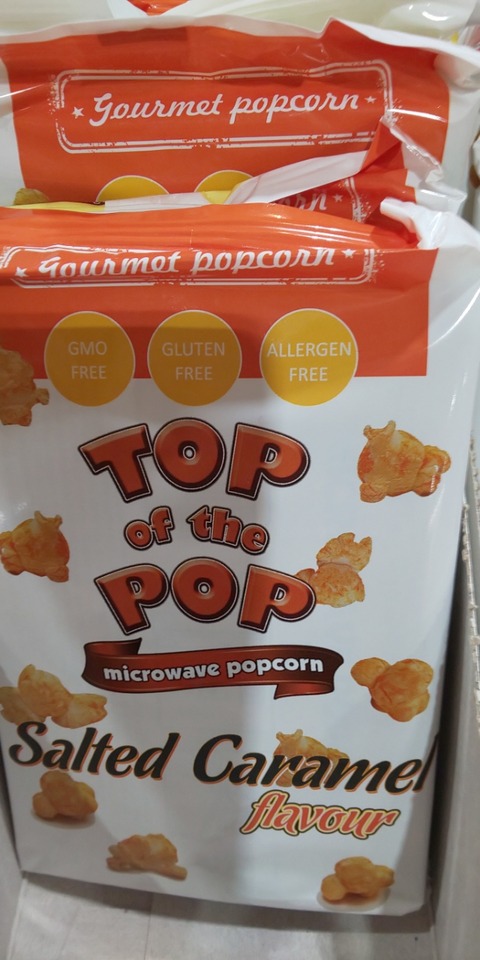 Gourmet popcorn
Gourmet popcorn
GMO
FREE
GLUTEN
FREE
ALLERGEN
FREE
TOP
of the
POP
microwave popcorn
Salted Caramel
flavour